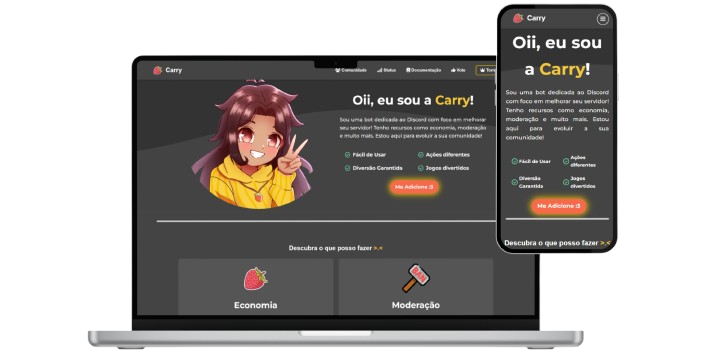 Carry
Comunidade Status Documentação Vote
Oii, eu sou a Carry!
Sou uma bot dedicada ao Discord com foco em melhorar
seu servidor! Tenho recursos como economia, moderação
e muito mais. Estou aqui para evoluir a sua comunidade!
Fácil de Usar Ações diferentes
Diversão Garantida Jogos divertidos
Me Adicione :3
Descubra o que posso fazer >.<
Economia Moderação
BAN
Carry
Oii, eu sou
a Carry!
Sou uma bot dedicada ao Discord
com foco em melhorar seu servidor!
Tenho recursos como economia,
moderação e muito mais. Estou
aqui para evoluir a sua
comunidade!
Fácil de Usar Ações
diferentes
Diversão Jogos
Garantida divertidos
Me Adicione :3
Descubra o que posso fazer >.<